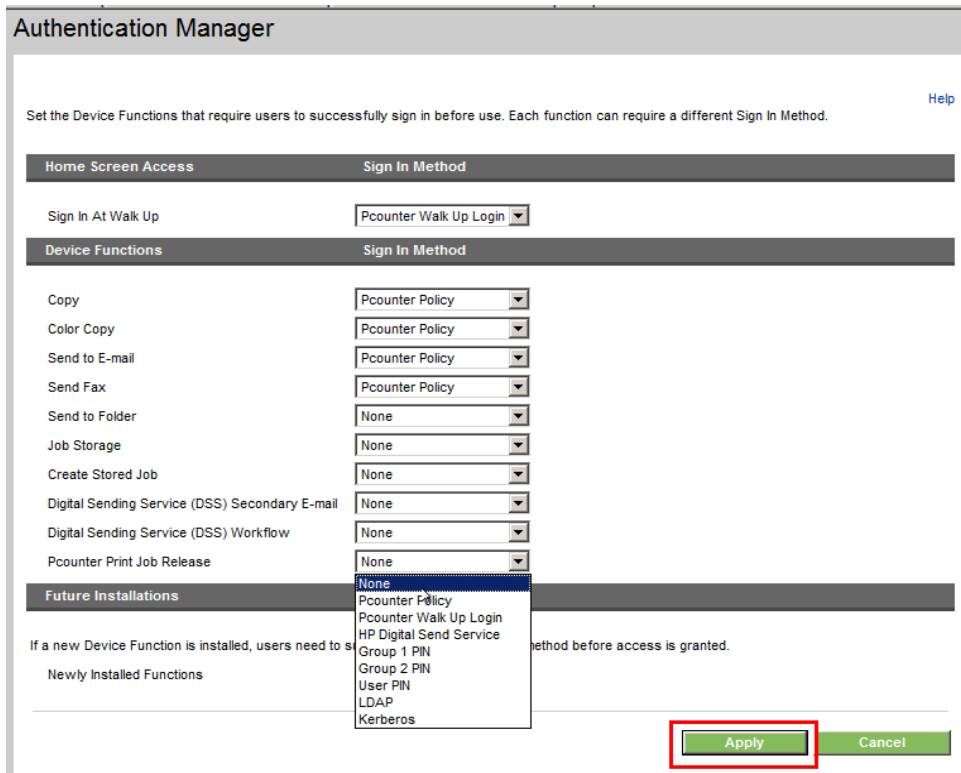 Authentication Manager
Help
Set the Device Functions that require users to successfully sign in before use. Each function can require a different Sign In Method.
Home Screen Access Sign In Method
Sign In At Walk Up Pcounter Walk Up Login
Device Functions Sign In Method
Copy Pcounter Policy
Color Copy Pcounter Policy
Send to E-mail Pcounter Policy
Send Fax Pcounter Policy
Send to Folder None
Job Storage None
Create Stored Job None
Digital Sending Service (DSS) Secondary E-mail None
Digital Sending Service (DSS) Workflow None
Pcounter Print Job Release None
None
Future Installations
Pcounter Policy
Pcounter Walk Up Login
HP Digital Send Service
If a new Device Function is installed, users need to s ethod before access is granted.
Group 1 PIN
Group 2 PIN
Newly Installed Functions
User PIN
LDAP
Kerberos
Apply Cancel